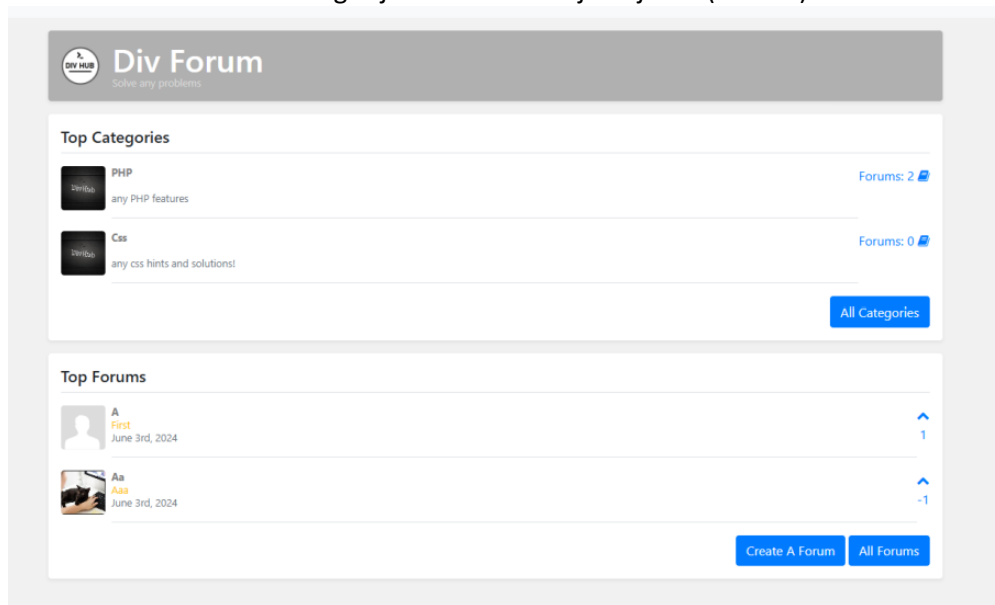 DIV HUB
Div Forum
Solve any problems
Top Categories
PHP
any PHP features
Forums: 2
Css
any css hints and solutions!
Forums: 0
All Categories
Top Forums
A
First
June 3rd, 2024
1
Aa
Aaa
June 3rd, 2024
-1
Create A Forum
All Forums